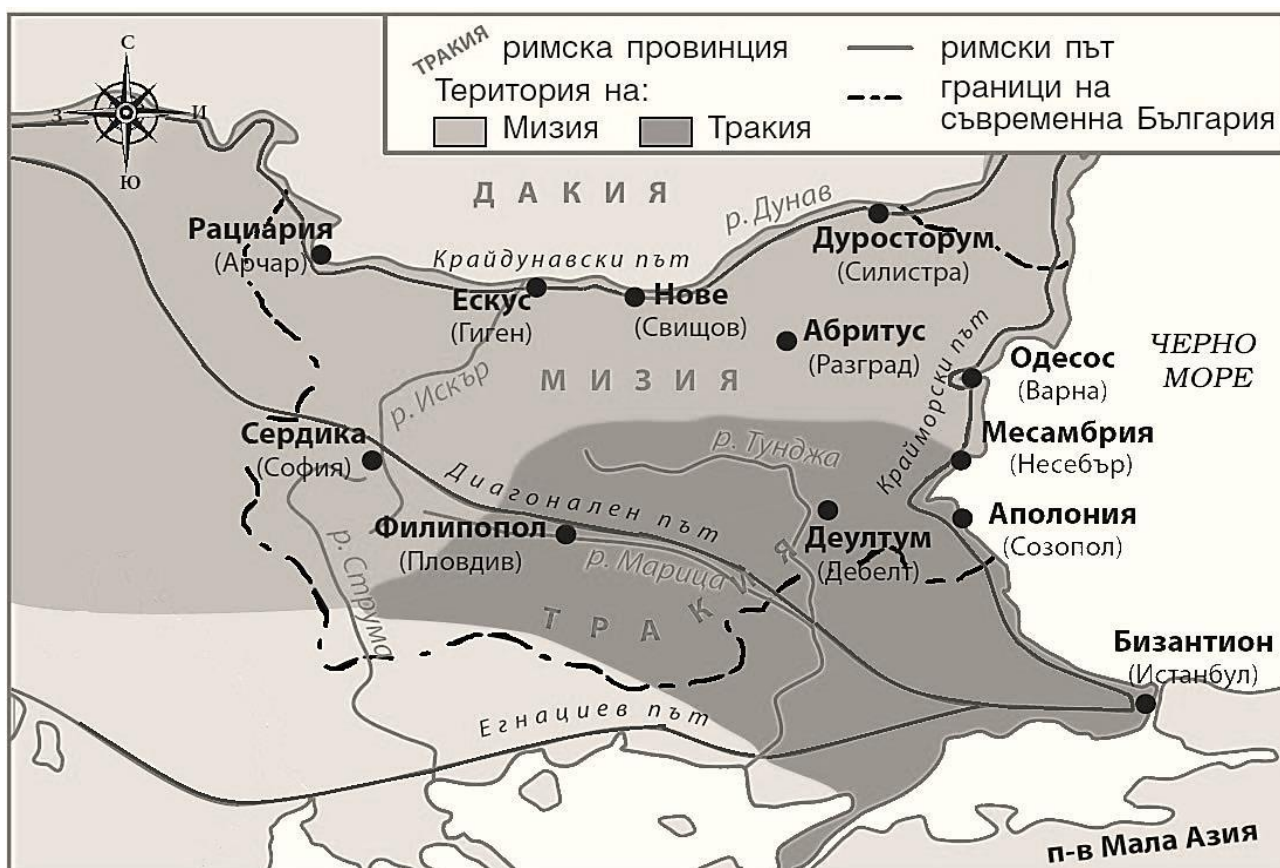 ТРАКИЯ римска провинция
римски път
Територия на:
Мизия
Тракия
граници на
съвременна България
С
З
И
Ю
ДАКИЯ
р. Дунав
Рациария
(Арчар)
Крайдунавски път
Дуросторум
(Силистра)
Ескус
(Гиген)
Нове
(Свищов)
Абритус
(Разград)
Крайморски път
Одесос
(Варна)
ЧЕРНО
МОРЕ
МИЗИЯ
р. Искър
Сердика
(София)
р. Тунджа
Месамбрия
(Несебър)
Диагонален път
Филипопол
(Пловдив)
р. Марица
Деултум
(Дебелт)
Аполония
(Созопол)
р. Струма
ТРАКИЯ
Бизантион
(Истанбул)
Егнациев път
п-в Мала Азия